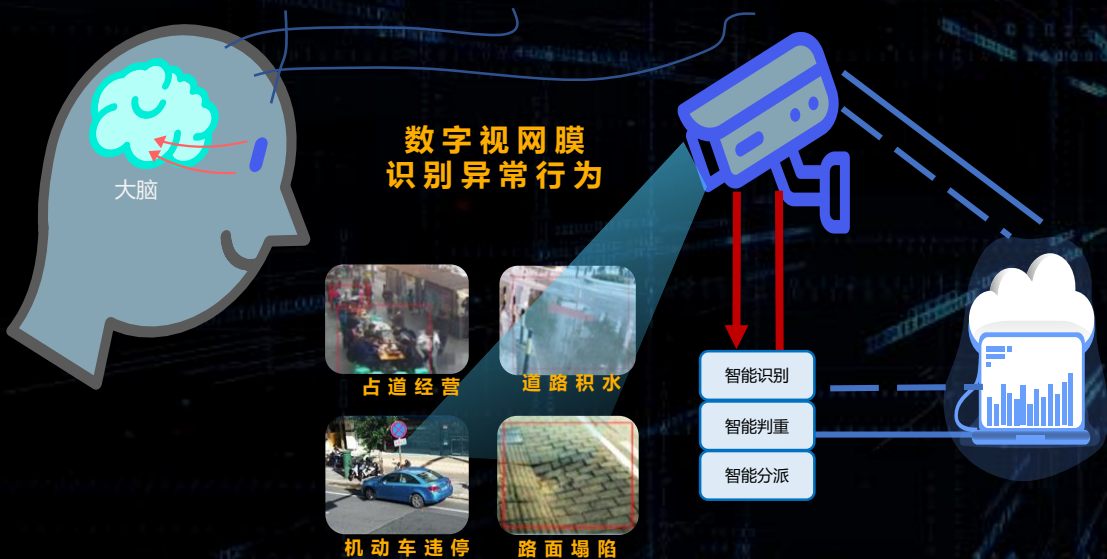 数字视网膜
识别异常行为
大脑
占道经营
道路积水
机动车违停
路面塌陷
智能识别
智能判重
智能分派